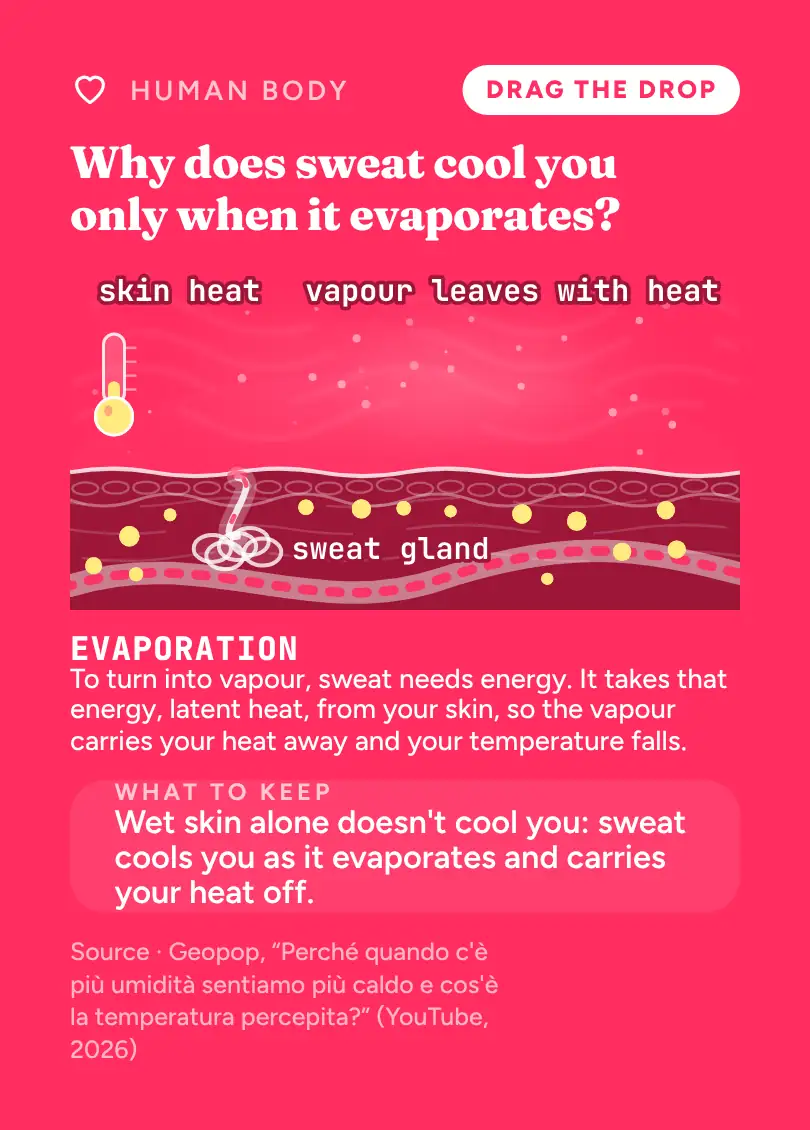 HUMAN BODY
DRAG THE DROP
Why does sweat cool you
only when it evaporates?
skin heat
vapour leaves with heat
sweat gland
EVAPORATION
To turn into vapour, sweat needs energy. It takes that
energy, latent heat, from your skin, so the vapour
carries your heat away and your temperature falls.
WHAT TO KEEP
Wet skin alone doesn't cool you: sweat
cools you as it evaporates and carries
your heat off.
Source · Geopop, “Perché quando c'è
più umidità sentiamo più caldo e cos'è
la temperatura percepita?” (YouTube,
2026)